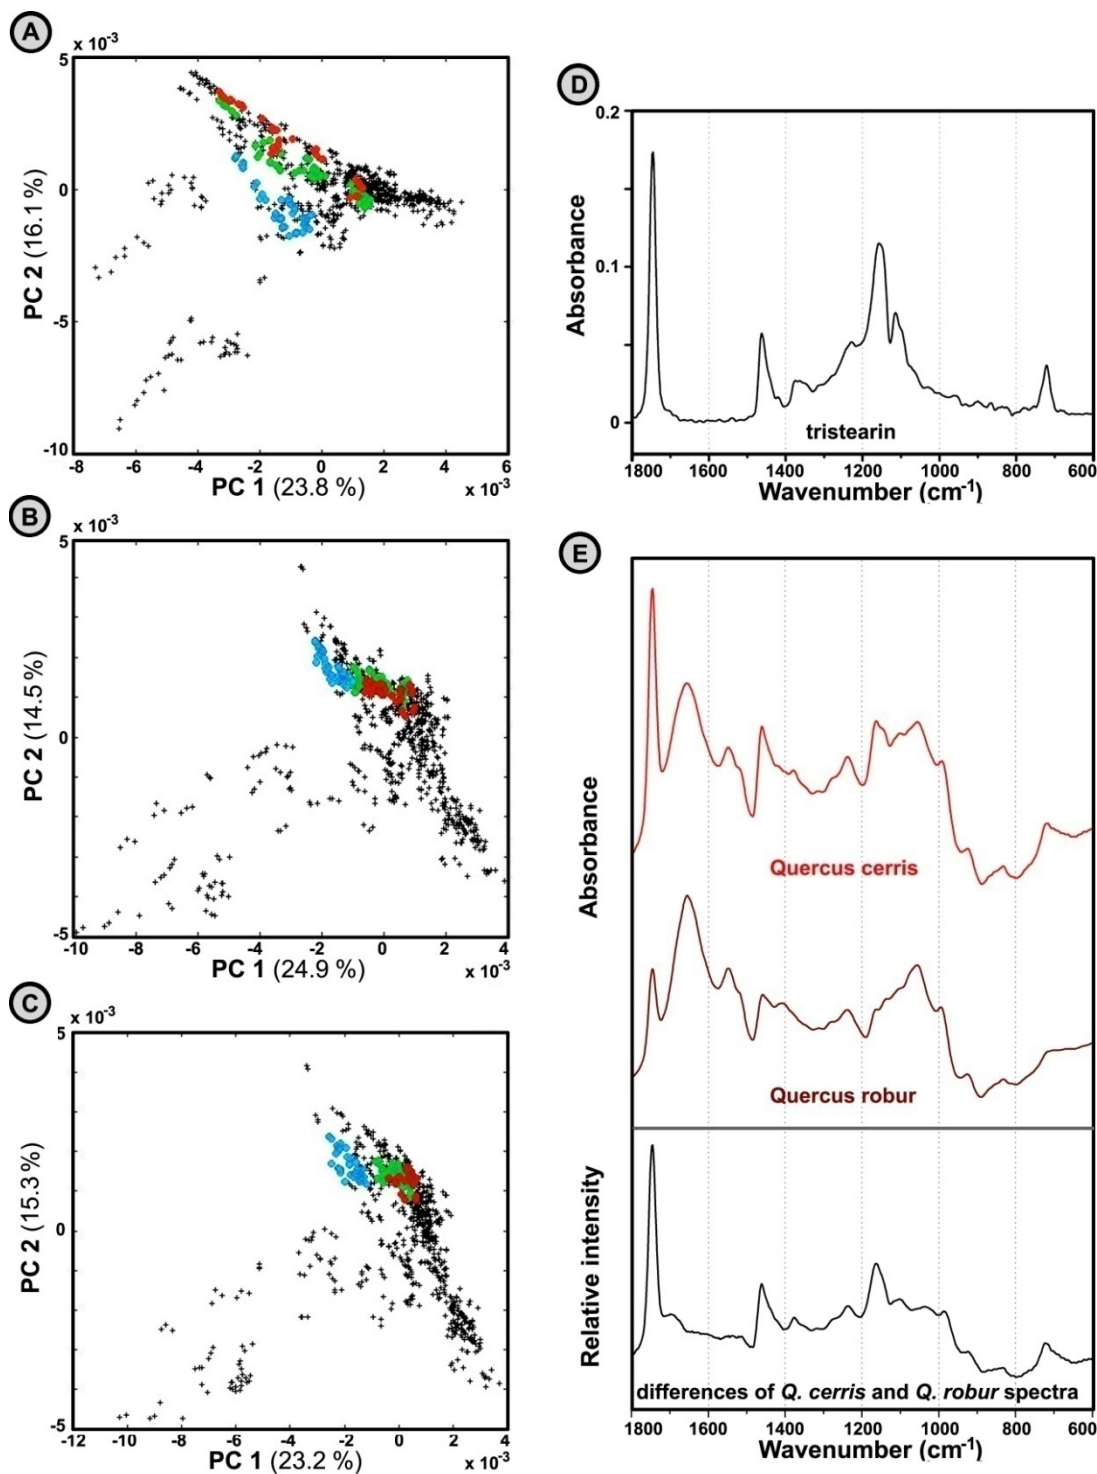 A
x 10-3
5
0
-5
-10
PC 2 (16.1 %)
-8 -6 -4 -2 0 2 4 6
PC 1 (23.8 %)
x 10-3
B
x 10-3
5
0
-5
PC 2 (14.5 %)
-10 -8 -6 -4 -2 0 2 4
PC 1 (24.9 %)
x 10-3
C
x 10-3
5
0
-5
PC 2 (15.3 %)
-12 -10 -8 -6 -4 -2 0 2 4
PC 1 (23.2 %)
x 10-3
D
0.2
0.1
0
Absorbance
tristearin
1800 1600 1400 1200 1000 800 600
Wavenumber (cm-1)
E
Absorbance
Quercus cerris
Quercus robur
Relative intensity
differences of Q. cerris and Q. robur spectra
1800 1600 1400 1200 1000 800 600
Wavenumber (cm-1)